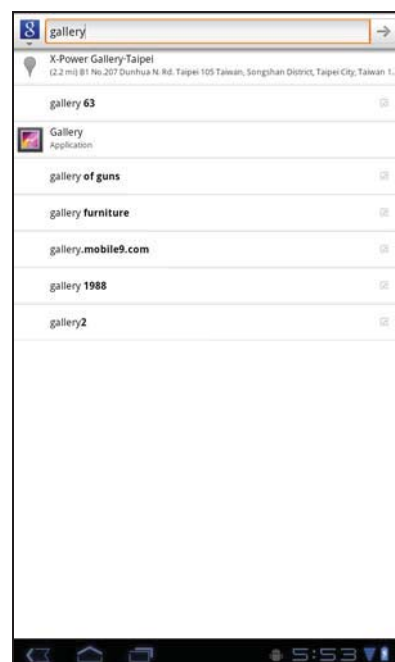 8
gallery
X-Power Gallery-Taipei
(2.2 mi) B1 No.207 Dunhua N. Rd. Taipei 105 Taiwan, Songshan District, Taipei City, Taiwan 1..
gallery 63
Gallery
Application
gallery of guns
gallery furniture
gallery.mobile9.com
gallery 1988
gallery2
5:53